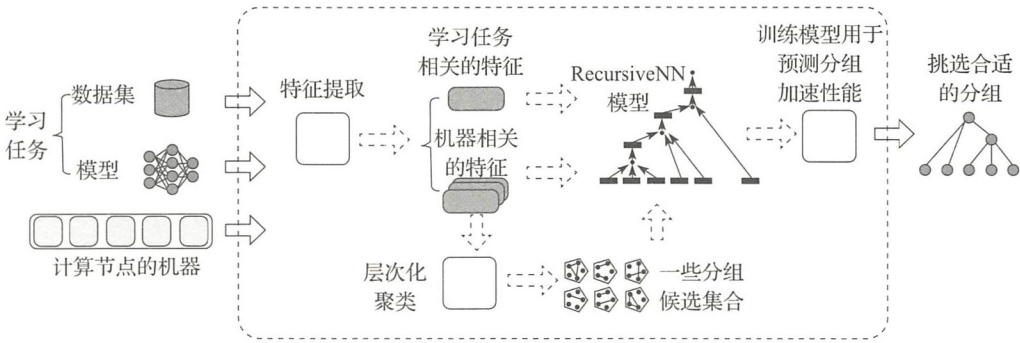 学习
任务
数据集
模型
计算节点的机器
特征提取
学习任务
相关的特征
机器相关
的特征
层次化
聚类
RecursiveNN
模型
一些分组
候选集合
训练模型用于
预测分组
加速性能
挑选合适
的分组